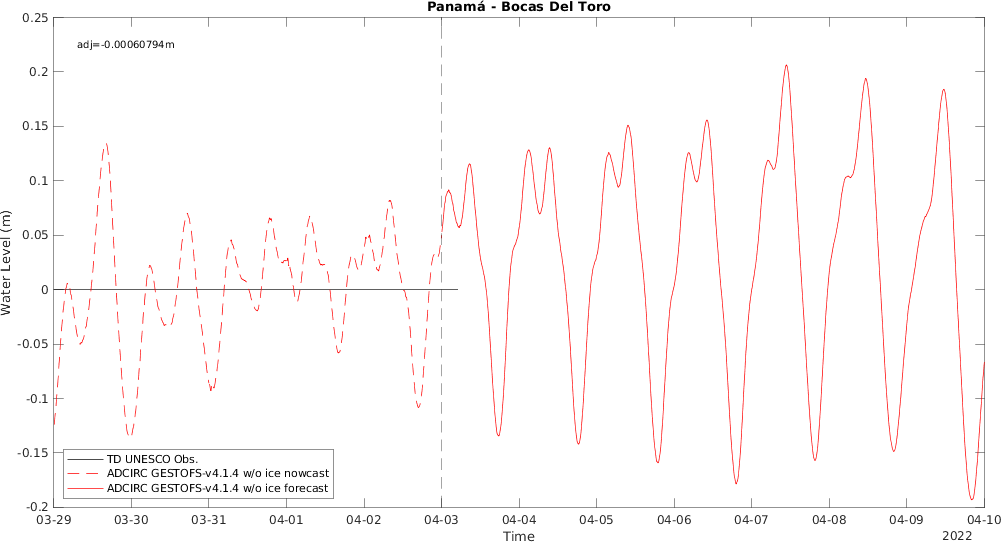 Panamá - Bocas Del Toro
adj=-0.00060794m
Water Level (m)
0.25
0.2
0.15
0.1
0.05
0
-0.05
-0.1
-0.15
-0.2
TD UNESCO Obs.
ADCIRC GESTOFS-v4.1.4 w/o ice nowcast
ADCIRC GESTOFS-v4.1.4 w/o ice forecast
03-29 03-30 03-31 04-01 04-02 04-03 04-04 04-05 04-06 04-07 04-08 04-09 04-10
Time
2022